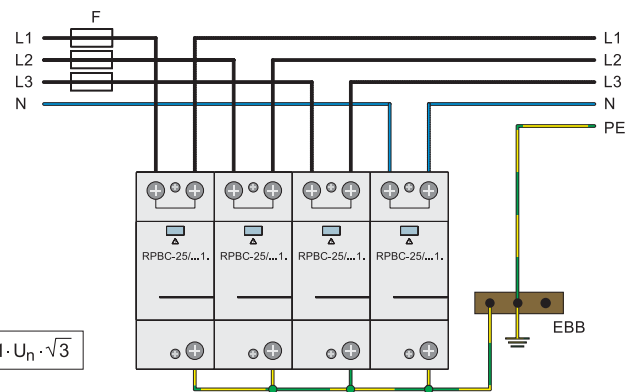 F
L1 L1
L2 L2
L3 L3
N N
PE
RPBC-25/...1. RPBC-25/...1. RPBC-25/...1. RPBC-25/...1.
EBB
· Uₙ · √3